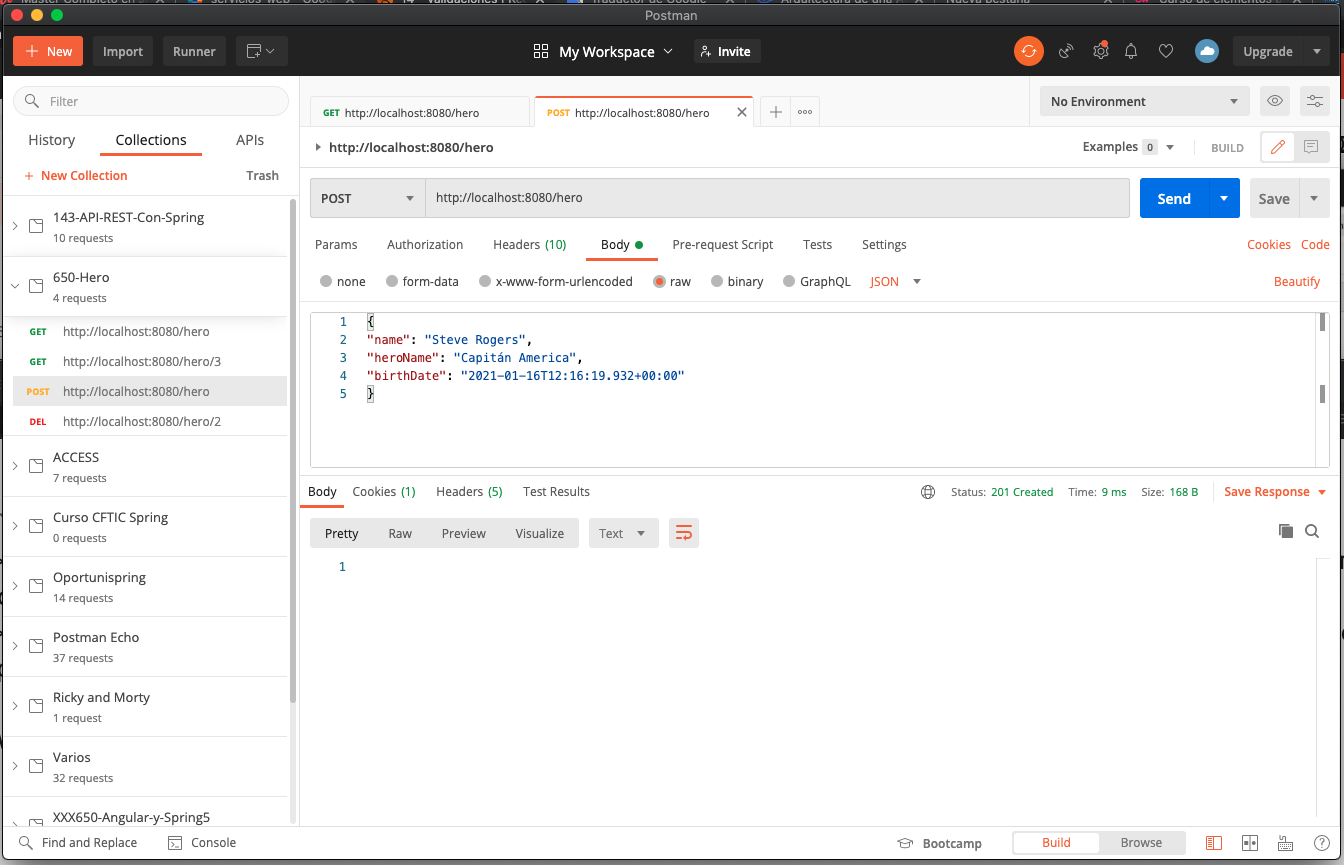 Postman
New
Import
Runner
My Workspace
Invite
Upgrade
Filter
History
Collections
APIs
+ New Collection
Trash
143-API-REST-Con-Spring
10 requests
650-Hero
4 requests
GET http://localhost:8080/hero
GET http://localhost:8080/hero/3
POST http://localhost:8080/hero
DEL http://localhost:8080/hero/2
ACCESS
7 requests
Curso CFTIC Spring
0 requests
Oportunispring
14 requests
Postman Echo
37 requests
Ricky and Morty
1 request
Varios
32 requests
XXX650-Angular-y-Spring5
GET http://localhost:8080/hero
POST http://localhost:8080/hero
No Environment
http://localhost:8080/hero
Examples 0
BUILD
POST
http://localhost:8080/hero
Send
Save
Params
Authorization
Headers (10)
Body
Pre-request Script
Tests
Settings
Cookies
Code
none
form-data
x-www-form-urlencoded
raw
binary
GraphQL
JSON
Beautify
1 {
2 "name": "Steve Rogers",
3 "heroName": "Capitán America",
4 "birthDate": "2021-01-16T12:16:19.932+00:00"
5 }
Body
Cookies (1)
Headers (5)
Test Results
Status: 201 Created
Time: 9 ms
Size: 168 B
Save Response
Pretty
Raw
Preview
Visualize
Text
1
Find and Replace
Console
Bootcamp
Build
Browse